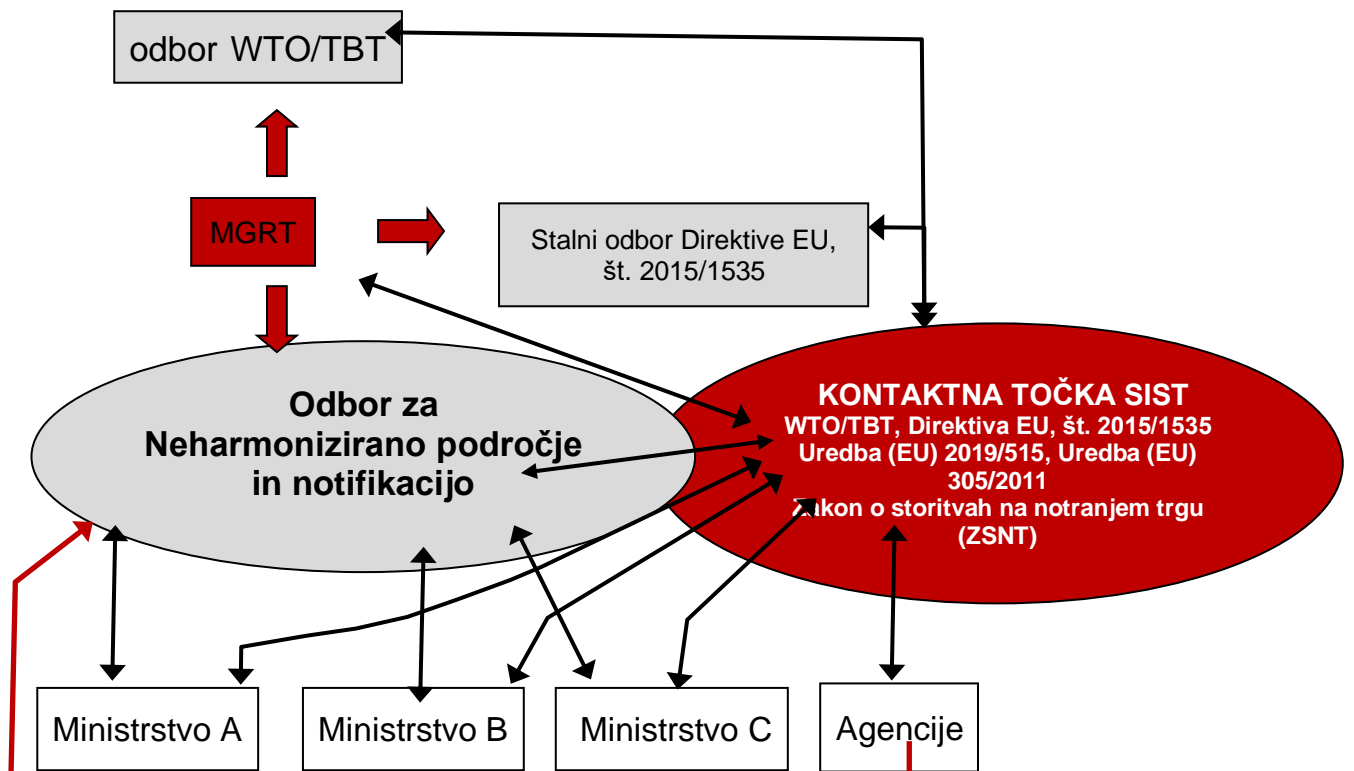 odbor WTO/TBT
MGRT
Stalni odbor Direktive EU,
št. 2015/1535
Odbor za
Neharmonizirano področje
in notifikacijo
KONTAKTNA TOČKA SIST
WTO/TBT, Direktiva EU, št. 2015/1535
Uredba (EU) 2019/515, Uredba (EU)
305/2011
Zakon o storitvah na notranjem trgu
(ZSNT)
Ministrstvo A
Ministrstvo B
Ministrstvo C
Agencije